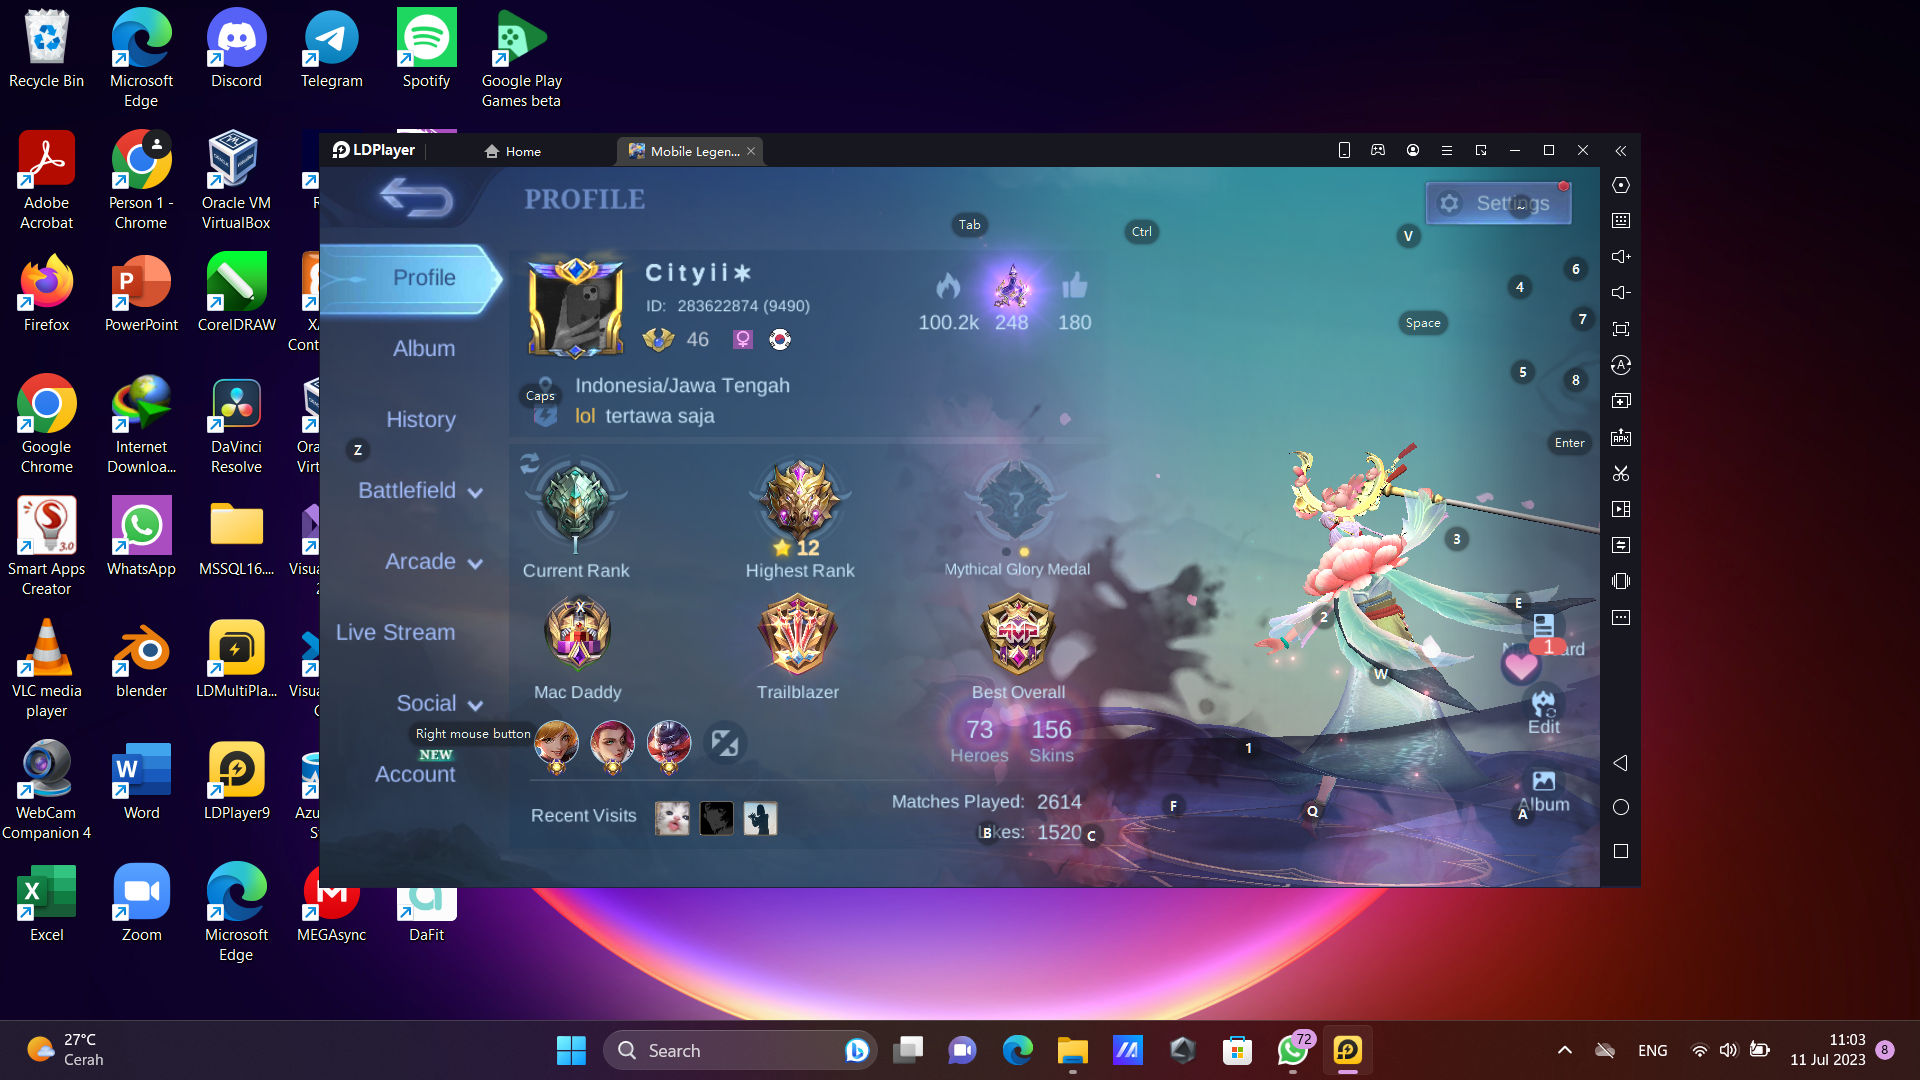 Recycle Bin
Microsoft
Edge
Discord
Telegram
Spotify
Google Play
Games beta
Adobe
Acrobat
Person 1 -
Chrome
Oracle VM
VirtualBox
Firefox
PowerPoint
CorelDRAW
Google
Chrome
Internet
Downloa...
DaVinci
Resolve
Smart Apps
Creator
3.0
WhatsApp
MSSQL16....
VLC media
player
blender
LDMultiPla...
WebCam
Companion 4
Word
LDPlayer9
Excel
Zoom
Microsoft
Edge
MEGAsync
DaFit
LDPlayer
Home
Mobile Legen...
PROFILE
Settings
~
Tab
Ctrl
V
Profile
Cityii✶
ID: 283622874 (9490)
46
100.2k
248
180
4
6
Space
7
5
8
Enter
Album
Indonesia/Jawa Tengah
Caps
lol tertawa saja
History
Z
Battlefield
Arcade
Live Stream
Social
Right mouse button
NEW
Account
I
Current Rank
12
Highest Rank
?
Mythical Glory Medal
X
Mac Daddy
Trailblazer
MVP
Best Overall
73
Heroes
156
Skins
Recent Visits
Matches Played: 2614
B
Likes: 1520
C
3
E
2
1
W
Edit
1
F
Q
A
Album
APK
27°C
Cerah
Search
72
ENG
11:03
11 Jul 2023
8